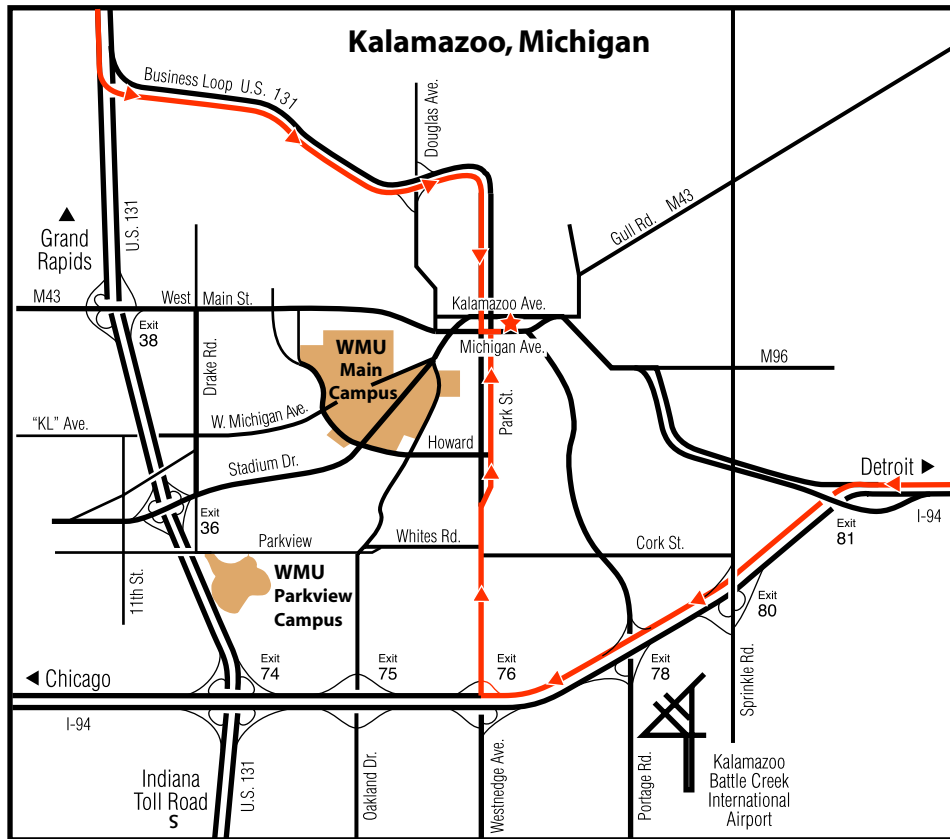 Kalamazoo, Michigan
Business Loop U.S. 131
Douglas Ave.
Gull Rd. M43
U.S. 131
Grand
Rapids
M43
West
Main St.
Kalamazoo Ave.
Exit
38
Drake Rd.
WMU
Main
Campus
Michigan Ave.
M96
Park St.
"KL" Ave.
W. Michigan Ave.
Howard
Stadium Dr.
Detroit
I-94
Exit
36
Exit
81
Parkview
Whites Rd.
Cork St.
11th St.
WMU
Parkview
Campus
Exit
80
Exit
74
Exit
75
Exit
76
Exit
78
Sprinkle Rd.
Chicago
I-94
Indiana
Toll Road
S
U.S. 131
Oakland Dr.
Westnedge Ave.
Portage Rd.
Kalamazoo
Battle Creek
International
Airport